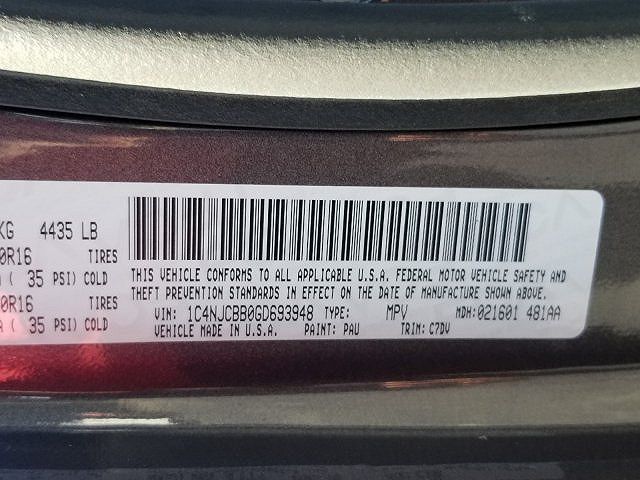 KG 4435 LB
0R16 TIRES
( 35 PSI) COLD
0R16 TIRES
( 35 PSI) COLD
THIS VEHICLE CONFORMS TO ALL APPLICABLE U.S.A. FEDERAL MOTOR VEHICLE SAFETY AND
THEFT PREVENTION STANDARDS IN EFFECT ON THE DATE OF MANUFACTURE SHOWN ABOVE.
VIN: 1C4NJCBB0GD693948 TYPE: MPV MDH: 021601 481AA
VEHICLE MADE IN U.S.A. PAINT: PAU TRIM: C7DV